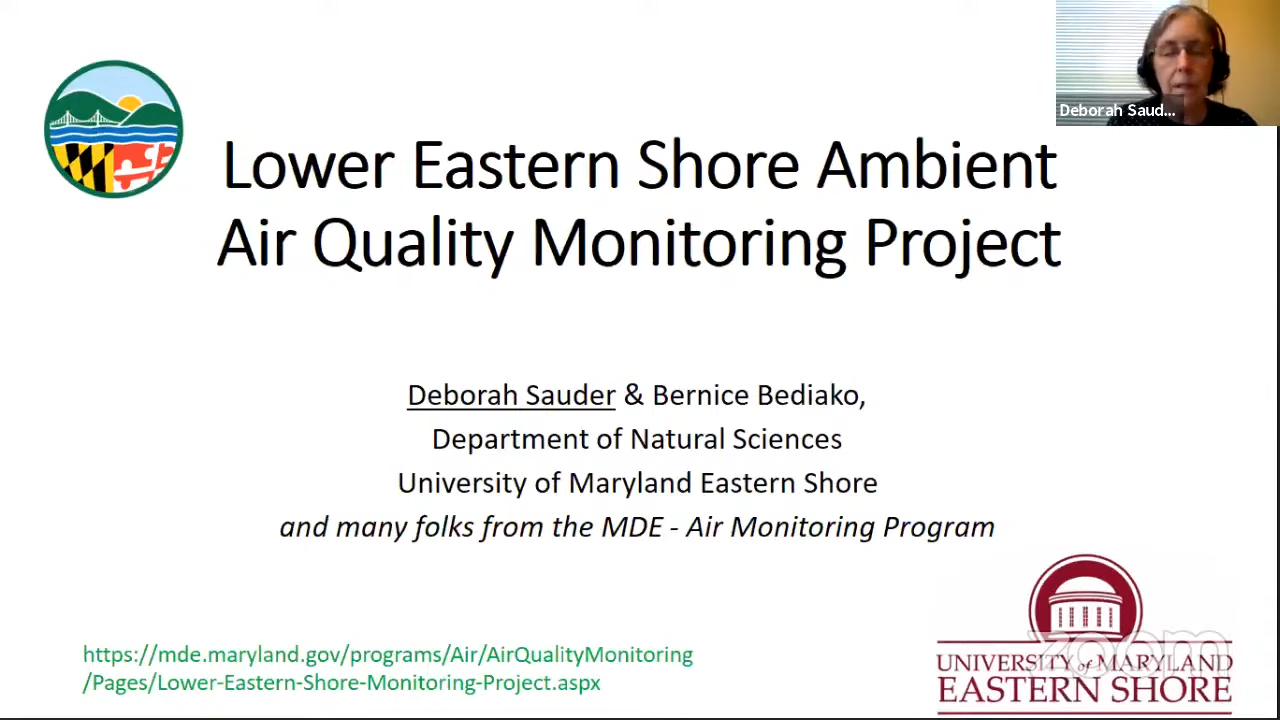 Deborah Saud...
Lower Eastern Shore Ambient
Air Quality Monitoring Project
Deborah Sauder & Bernice Bediako,
Department of Natural Sciences
University of Maryland Eastern Shore
and many folks from the MDE - Air Monitoring Program
https://mde.maryland.gov/programs/Air/AirQualityMonitoring
/Pages/Lower-Eastern-Shore-Monitoring-Project.aspx
zoom
UNIVERSITY of MARYLAND
EASTERN SHORE